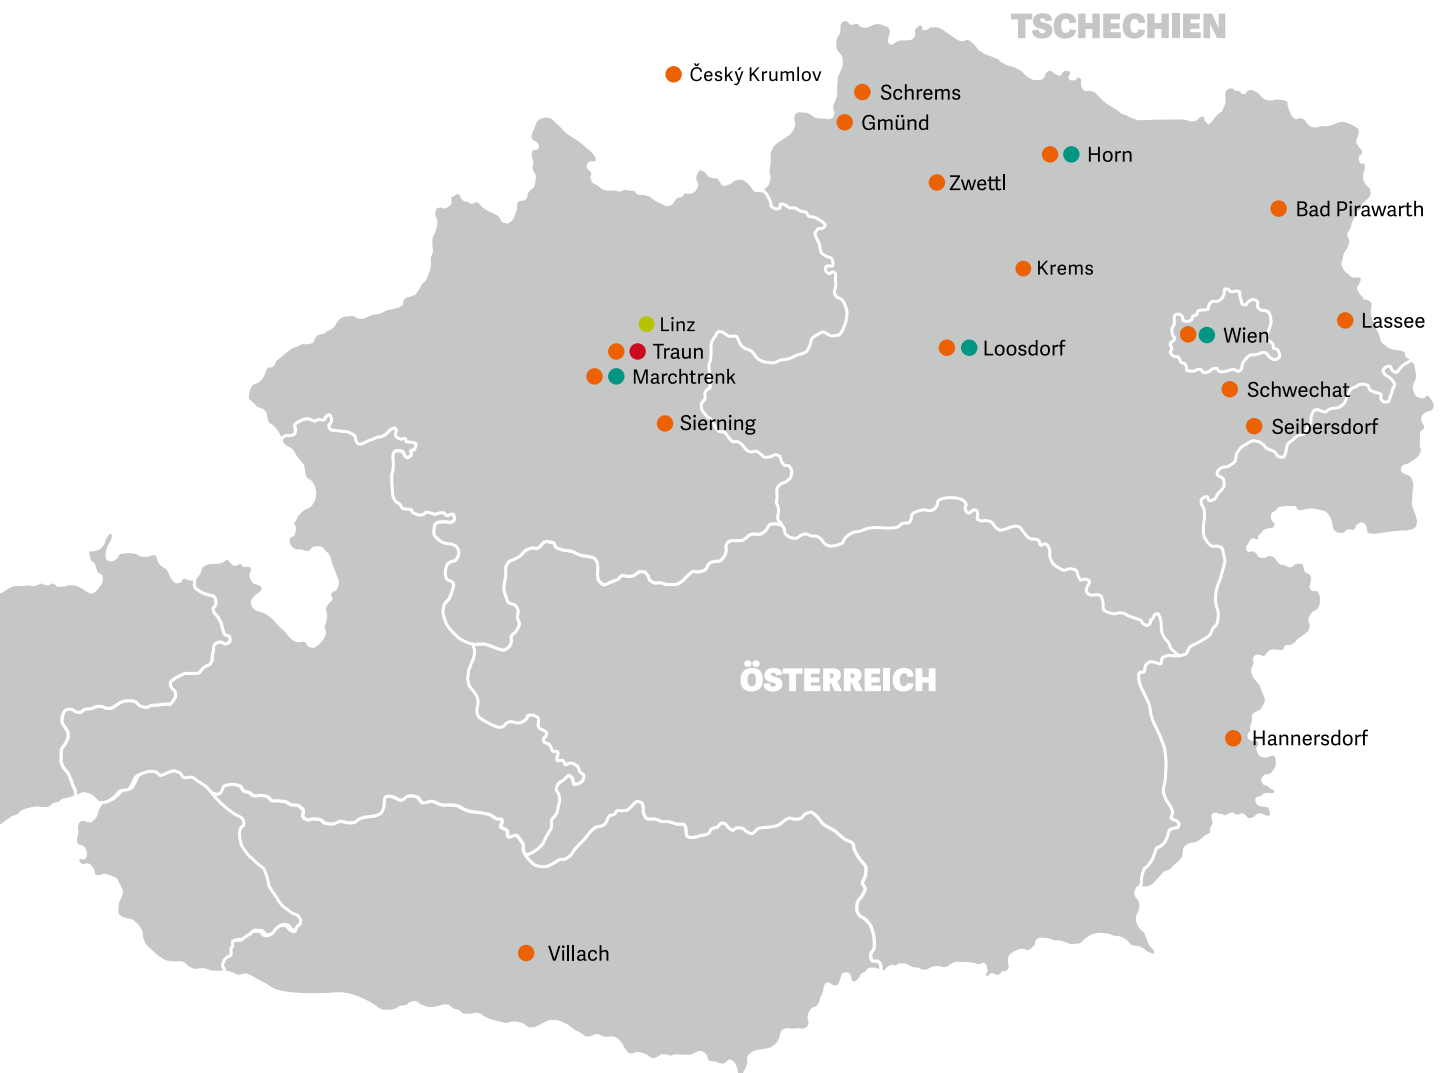 TSCHECHIEN
Český Krumlov
Schrems
Gmünd
Horn
Zwettl
Bad Pirawarth
Krems
Linz
Lassee
Wien
Traun
Loosdorf
Marchtrenk
Schwechat
Sierning
Seibersdorf
ÖSTERREICH
Hannersdorf
Villach